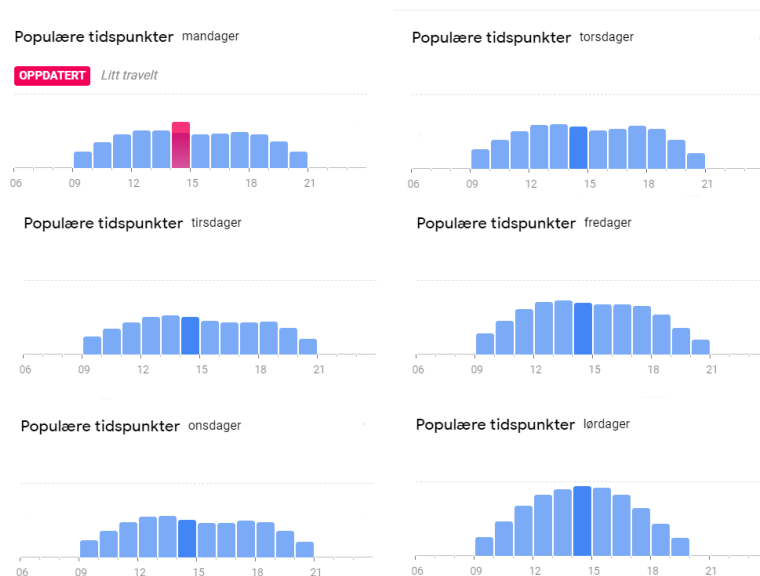 Populære tidspunkter mandager
OPPDATERT Litt travelt
06 09 12 15 18 21
Populære tidspunkter torsdager
06 09 12 15 18 21
Populære tidspunkter tirsdager
06 09 12 15 18 21
Populære tidspunkter fredager
06 09 12 15 18 21
Populære tidspunkter onsdager
06 09 12 15 18 21
Populære tidspunkter lørdager
06 09 12 15 18 21